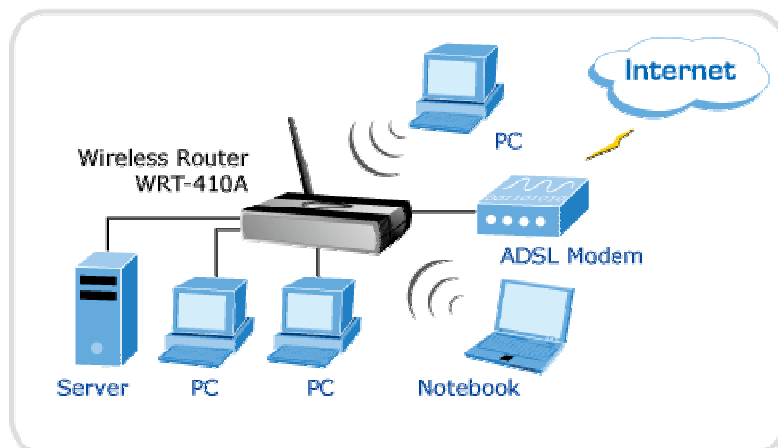 Internet
PC
Wireless Router
WRT-410A
ADSL Modem
Server
PC
PC
Notebook